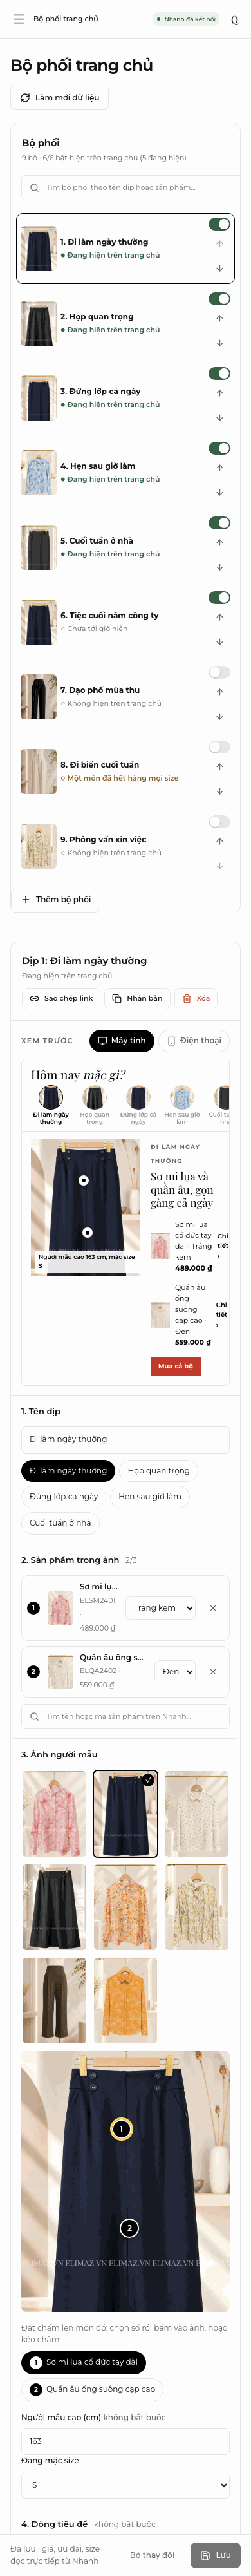 Bộ phối trang chủ
Nhanh đã kết nối
Q
Bộ phối trang chủ
Làm mới dữ liệu
Bộ phối
9 bộ · 6/6 bật hiện trên trang chủ (5 đang hiện)
Tìm bộ phối theo tên dịp hoặc sản phẩm...
1. Đi làm ngày thường
Đang hiện trên trang chủ
2. Họp quan trọng
Đang hiện trên trang chủ
3. Đứng lớp cả ngày
Đang hiện trên trang chủ
4. Hẹn sau giờ làm
Đang hiện trên trang chủ
5. Cuối tuần ở nhà
Đang hiện trên trang chủ
6. Tiệc cuối năm công ty
Chưa tới giờ hiện
7. Dạo phố mùa thu
Không hiện trên trang chủ
8. Đi biển cuối tuần
Một món đã hết hàng mọi size
9. Phỏng vấn xin việc
Không hiện trên trang chủ
+ Thêm bộ phối
Dịp 1: Đi làm ngày thường
Đang hiện trên trang chủ
Sao chép link
Nhân bản
Xóa
XEM TRƯỚC
Máy tính
Điện thoại
Hôm nay mặc gì?
Đi làm ngày thường
Họp quan trọng
Đứng lớp cả ngày
Hẹn sau giờ làm
Cuối tu
nh
Người mẫu cao 163 cm, mặc size S
ĐI LÀM NGÀY THƯỜNG
Sơ mi lụa và quần âu, gọn gàng cả ngày
Sơ mi lụa cổ đức tay dài · Trắng kem
489.000 ₫
Chi tiết ›
Quần âu ống suông cạp cao · Đen
559.000 ₫
Chi tiết ›
Mua cả bộ
1. Tên dịp
Đi làm ngày thường
Đi làm ngày thường
Họp quan trọng
Đứng lớp cả ngày
Hẹn sau giờ làm
Cuối tuần ở nhà
2. Sản phẩm trong ảnh 2/3
1
Sơ mi lụ...
ELSM2401 ·
489.000 ₫
Trắng kem
2
Quần âu ống s...
ELQA2402 ·
559.000 ₫
Đen
Tìm tên hoặc mã sản phẩm trên Nhanh...
3. Ảnh người mẫu
1
2
ELIMAZ.VN ELIMAZ.VN ELIMAZ.VN
Đặt chấm lên món đồ: chọn số rồi bấm vào ảnh, hoặc kéo chấm.
1 Sơ mi lụa cổ đức tay dài
2 Quần âu ống suông cạp cao
Người mẫu cao (cm) không bắt buộc
163
Đang mặc size
S
4. Dòng tiêu đề không bắt buộc
Đã lưu · giá, ưu đãi, size
đọc trực tiếp từ Nhanh
Bỏ thay đổi
Lưu